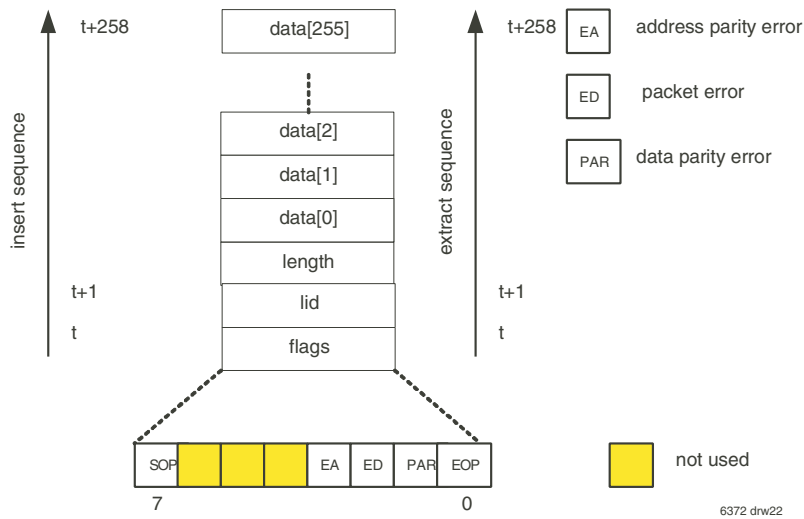 t+258
data[255]
t+258
EA
address parity error
ED
packet error
PAR
data parity error
insert sequence
extract sequence
data[2]
data[1]
data[0]
length
lid
flags
t+1
t
t+1
t
SOP
EA
ED
PAR
EOP
7
0
not used
6372 drw22